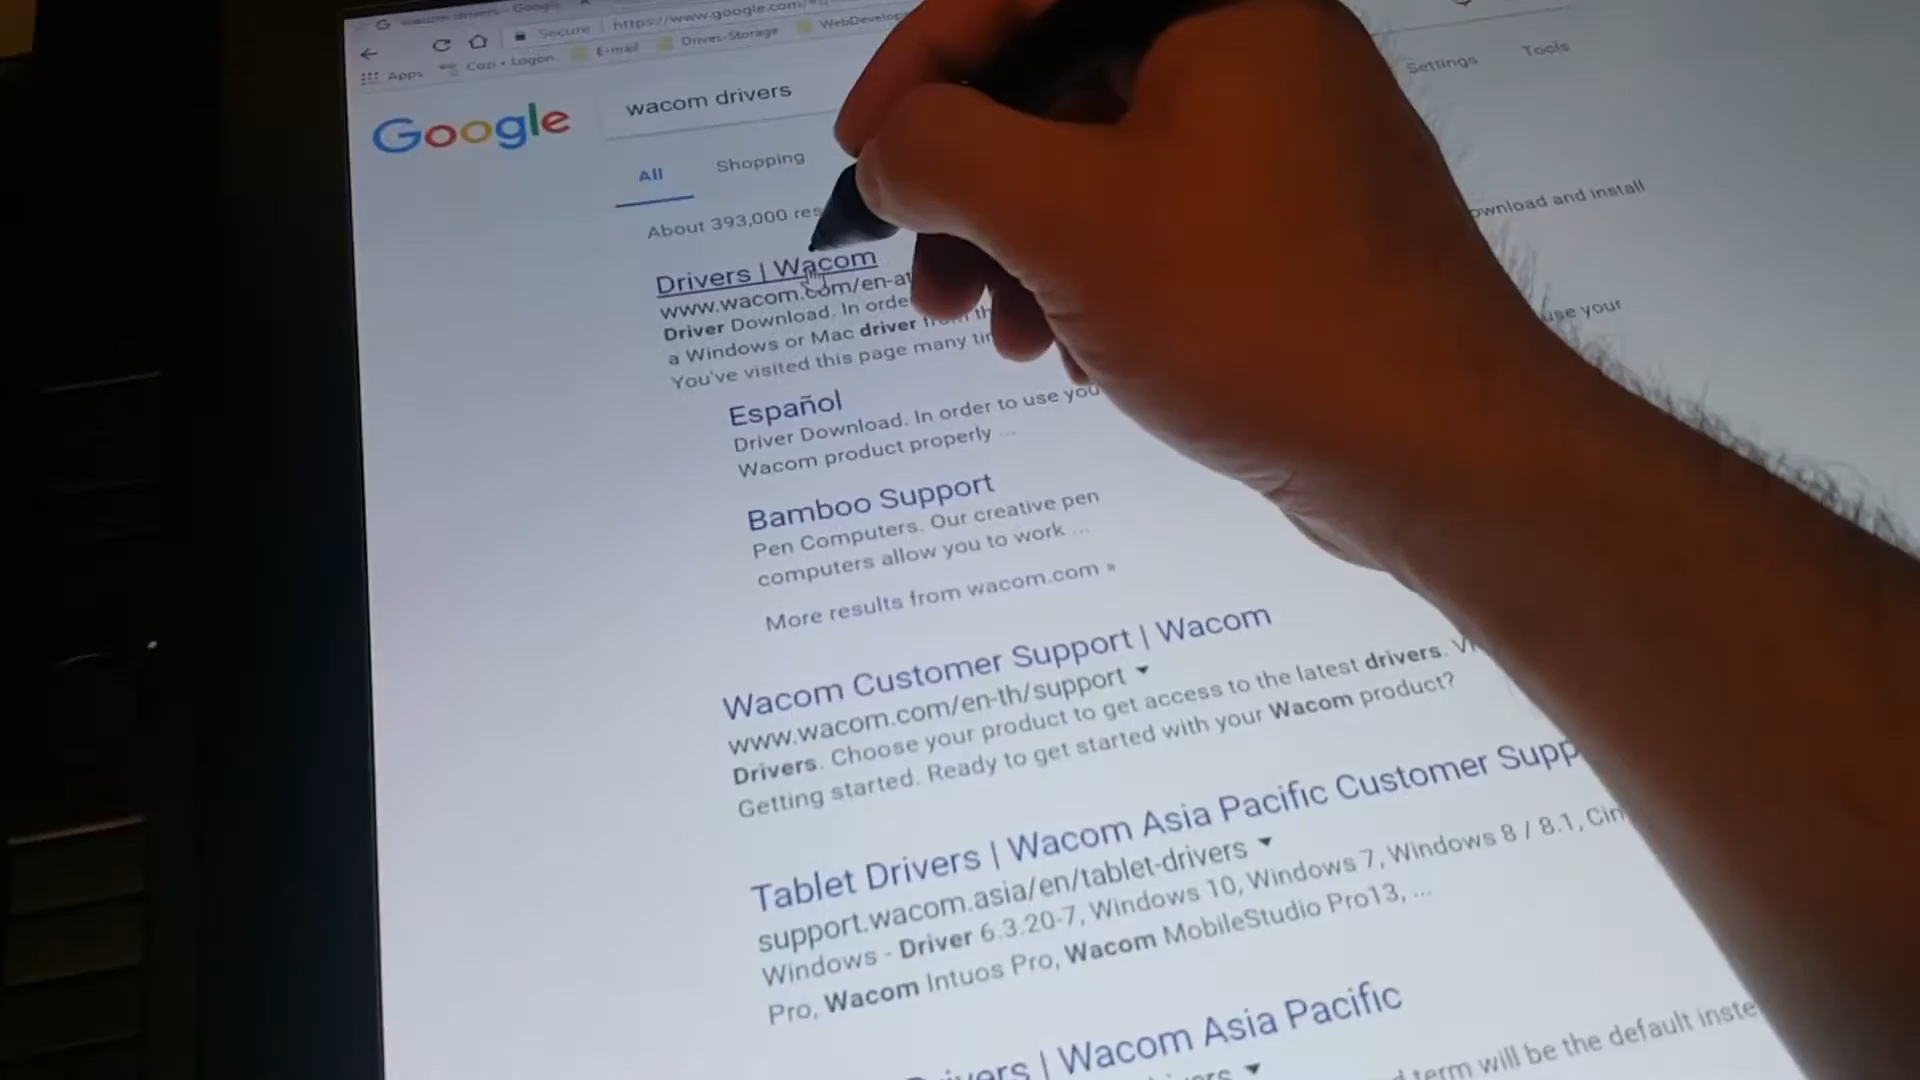 Secure https://www.google.com/
Apps Cozi • Logon. E-mail Drives-Storage
Google wacom drivers Settings Tools
All Shopping
About 393,000 res
Drivers | Wacom
www.wacom.com/en-
Driver Download. In orde ownload and install
a Windows or Mac driver
You've visited this page many
Español
Driver Download. In order to use you use your
Wacom product properly ...
Bamboo Support
Pen Computers. Our creative pen
computers allow you to work ...
More results from wacom.com »
Wacom Customer Support | Wacom
www.wacom.com/en-th/support
Drivers. Choose your product to get access to the latest drivers.
Getting started. Ready to get started with your Wacom product?
Tablet Drivers | Wacom Asia Pacific Customer Supp
support.wacom.asia/en/tablet-drivers
Windows - Driver 6.3.20-7, Windows 10, Windows 7, Windows 8 / 8.1, Cin
Pro, Wacom Intuos Pro, Wacom MobileStudio Pro13, ...
ivers | Wacom Asia Pacific
term will be the default inste